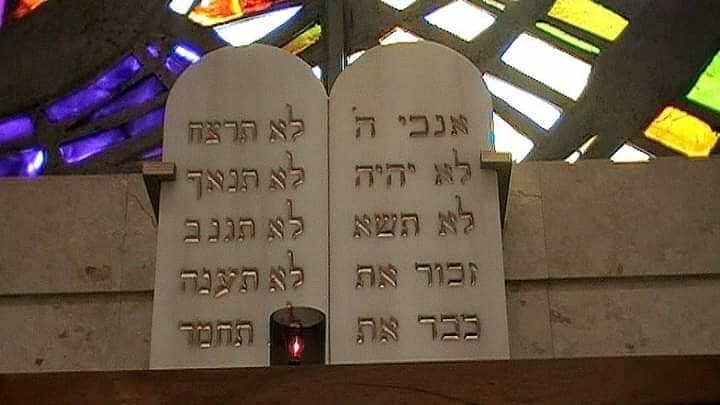 אנכי ה'
לא יהיה
לא תשא
זכור את
כבד את
לא תרצח
לא תנאף
לא תגנב
לא תענה
תחמד